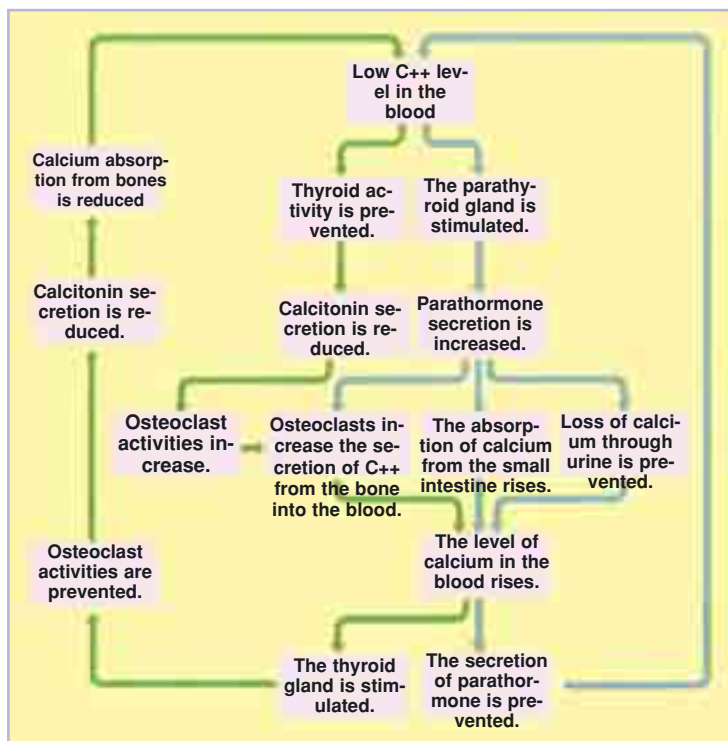 Low C++ lev-
el in the
blood
Calcium absorp-
tion from bones
is reduced
Thyroid ac-
tivity is pre-
vented.
The parathy-
roid gland is
stimulated.
Calcitonin se-
cretion is re-
duced.
Calcitonin se-
cretion is re-
duced.
Parathormone
secretion is
increased.
Osteoclast
activities in-
crease.
Osteoclasts in-
crease the se-
cretion of C++
from the bone
into the blood.
The absorp-
tion of calcium
from the small
intestine rises.
Loss of calci-
um through
urine is pre-
vented.
Osteoclast
activities are
prevented.
The level of
calcium in the
blood rises.
The thyroid
gland is stim-
ulated.
The secretion
of parathor-
mone is pre-
vented.